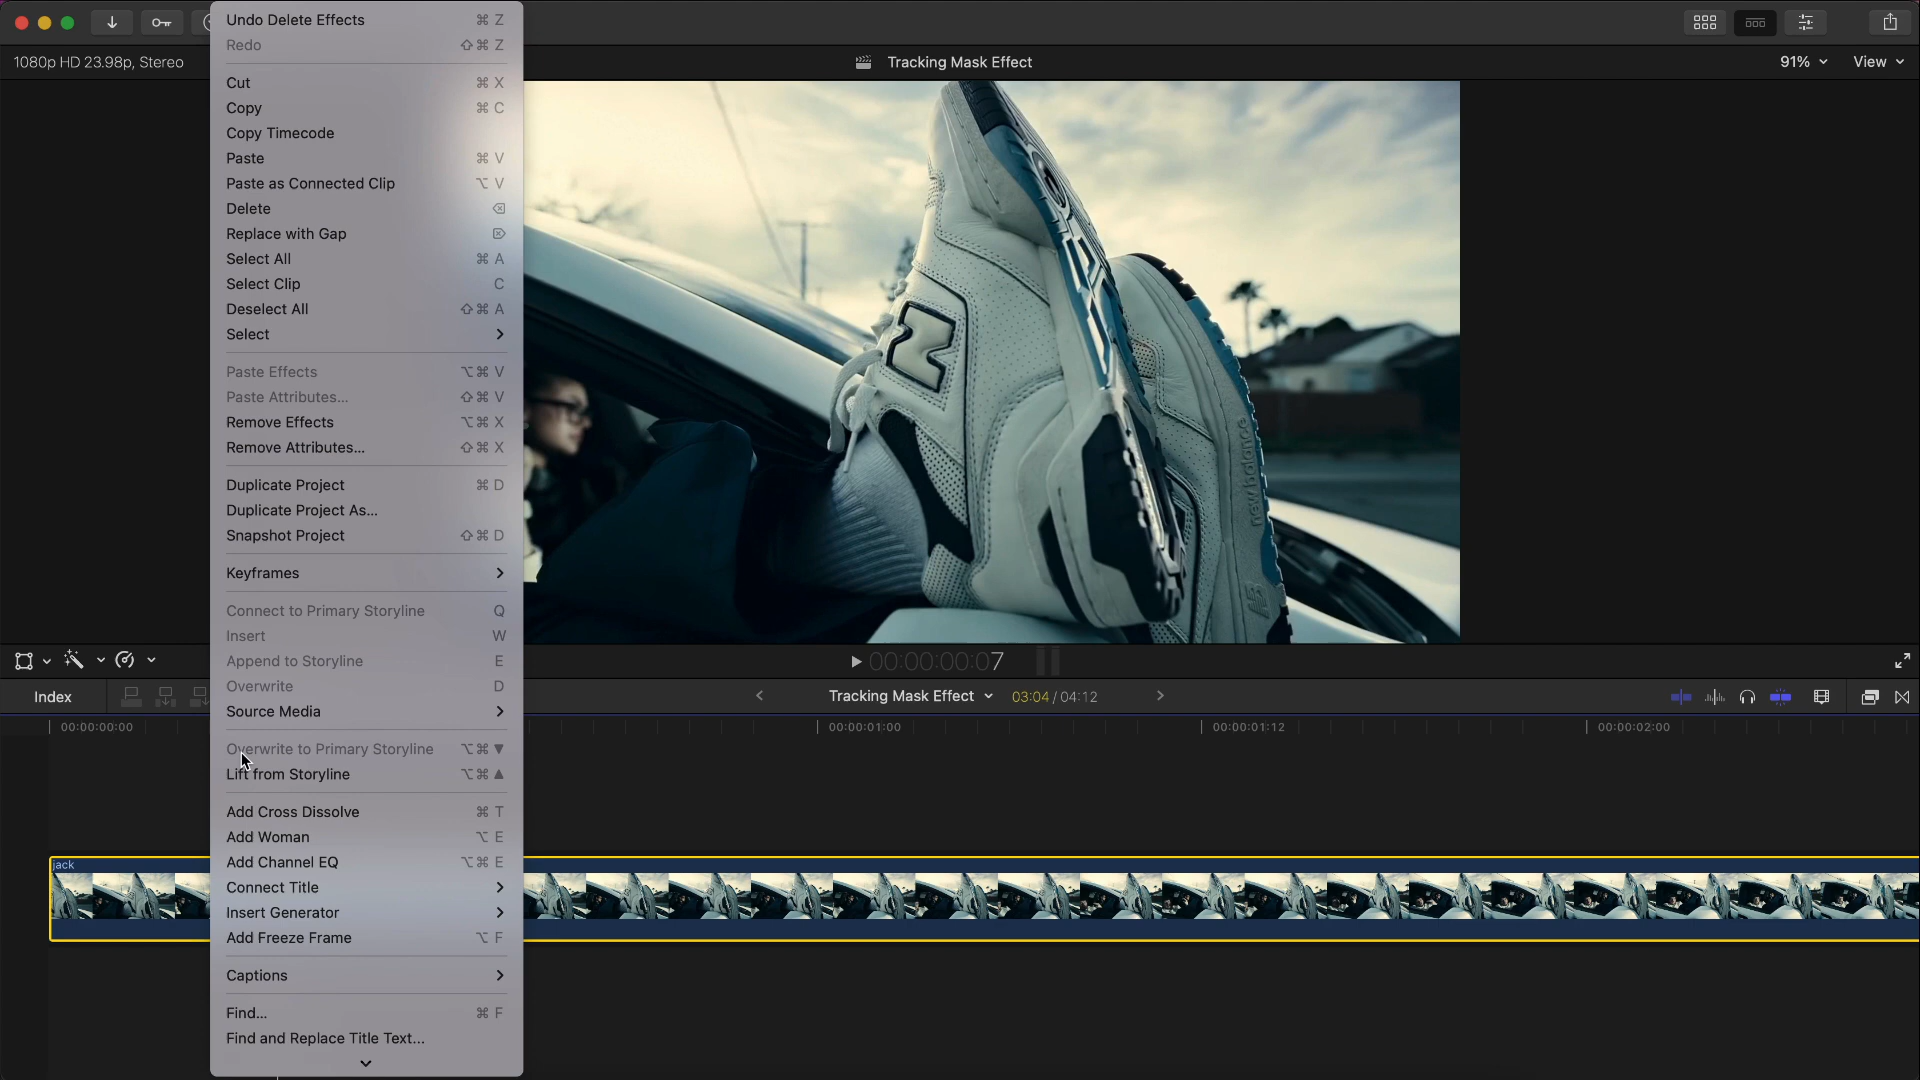 Undo Delete Effects ⌘ Z
Redo ⇧ ⌘ Z
1080p HD 23.98p, Stereo
Tracking Mask Effect
91%
View
Cut ⌘ X
Copy ⌘ C
Copy Timecode
Paste ⌘ V
Paste as Connected Clip ⌥ V
Delete ⌫
Replace with Gap ⌦
Select All ⌘ A
Select Clip C
Deselect All ⇧ ⌘ A
Select
Paste Effects ⌥ ⌘ V
Paste Attributes... ⇧ ⌘ V
Remove Effects ⌥ ⌘ X
Remove Attributes... ⇧ ⌘ X
Duplicate Project ⌘ D
Duplicate Project As...
Snapshot Project ⇧ ⌘ D
Keyframes
Connect to Primary Storyline Q
Insert W
Append to Storyline E
Overwrite D
Source Media
Overwrite to Primary Storyline ⌥ ⌘ ▼
Lift from Storyline ⌥ ⌘ ▲
Add Cross Dissolve ⌘ T
Add Woman ⌥ E
Add Channel EQ ⌥ ⌘ E
Connect Title
Insert Generator
Add Freeze Frame ⌥ F
Captions
Find... ⌘ F
Find and Replace Title Text...
N
new balance
00:00:00:07
Index
Tracking Mask Effect
03:04 / 04:12
00:00:00:00
00:00:01:00
00:00:01:12
00:00:02:00
jack